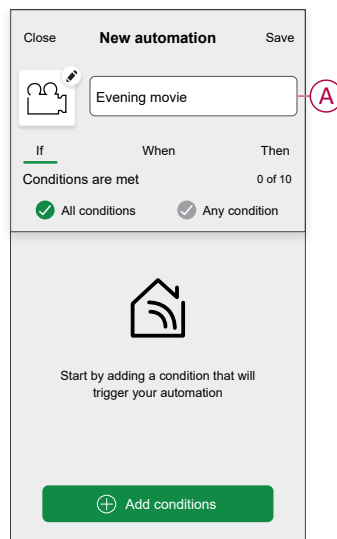 Close New automation Save
Evening movie
A
If When Then
Conditions are met 0 of 10
All conditions Any condition
Start by adding a condition that will
trigger your automation
Add conditions